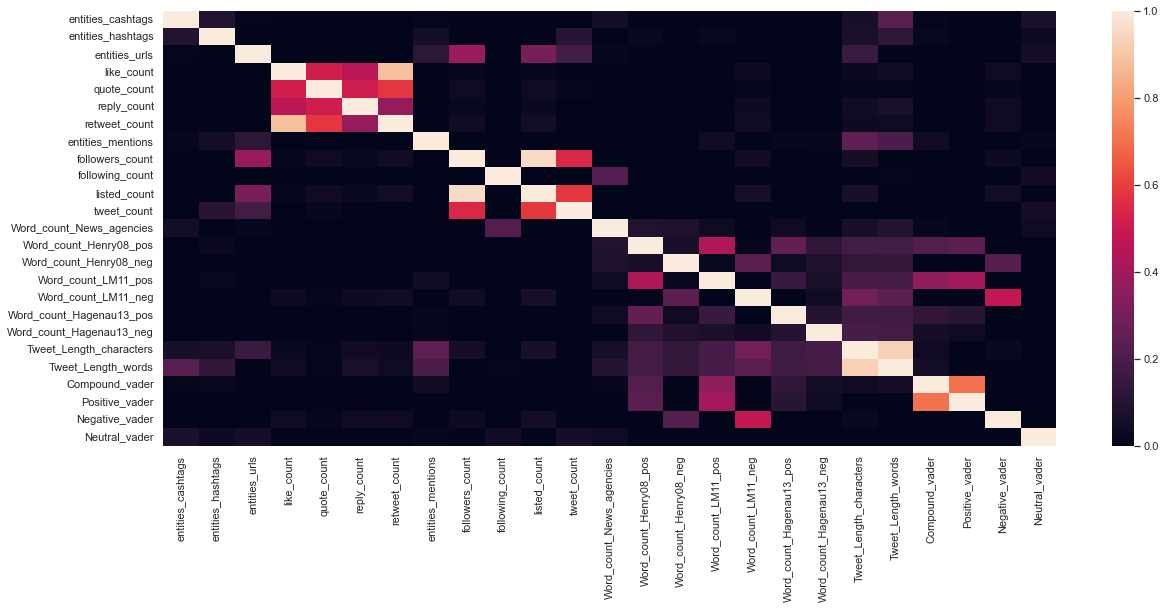 entities_cashtags
entities_hashtags
entities_urls
like_count
quote_count
reply_count
retweet_count
entities_mentions
followers_count
following_count
listed_count
tweet_count
Word_count_News_agencies
Word_count_Henry08_pos
Word_count_Henry08_neg
Word_count_LM11_pos
Word_count_LM11_neg
Word_count_Hagenau13_pos
Word_count_Hagenau13_neg
Tweet_Length_characters
Tweet_Length_words
Compound_vader
Positive_vader
Negative_vader
Neutral_vader
entities_cashtags
entities_hashtags
entities_urls
like_count
quote_count
reply_count
retweet_count
entities_mentions
followers_count
following_count
listed_count
tweet_count
Word_count_News_agencies
Word_count_Henry08_pos
Word_count_Henry08_neg
Word_count_LM11_pos
Word_count_LM11_neg
Word_count_Hagenau13_pos
Word_count_Hagenau13_neg
Tweet_Length_characters
Tweet_Length_words
Compound_vader
Positive_vader
Negative_vader
Neutral_vader
1.0
0.8
0.6
0.4
0.2
0.0